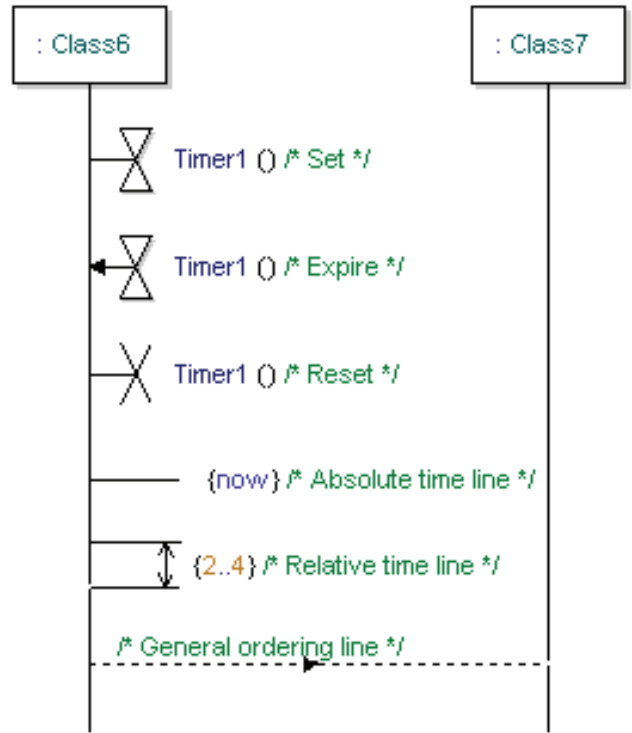 : Class6
: Class7
Timer1 () /* Set */
Timer1 () /* Expire */
Timer1 () /* Reset */
{now} /* Absolute time line */
{2..4} /* Relative time line */
/* General ordering line */